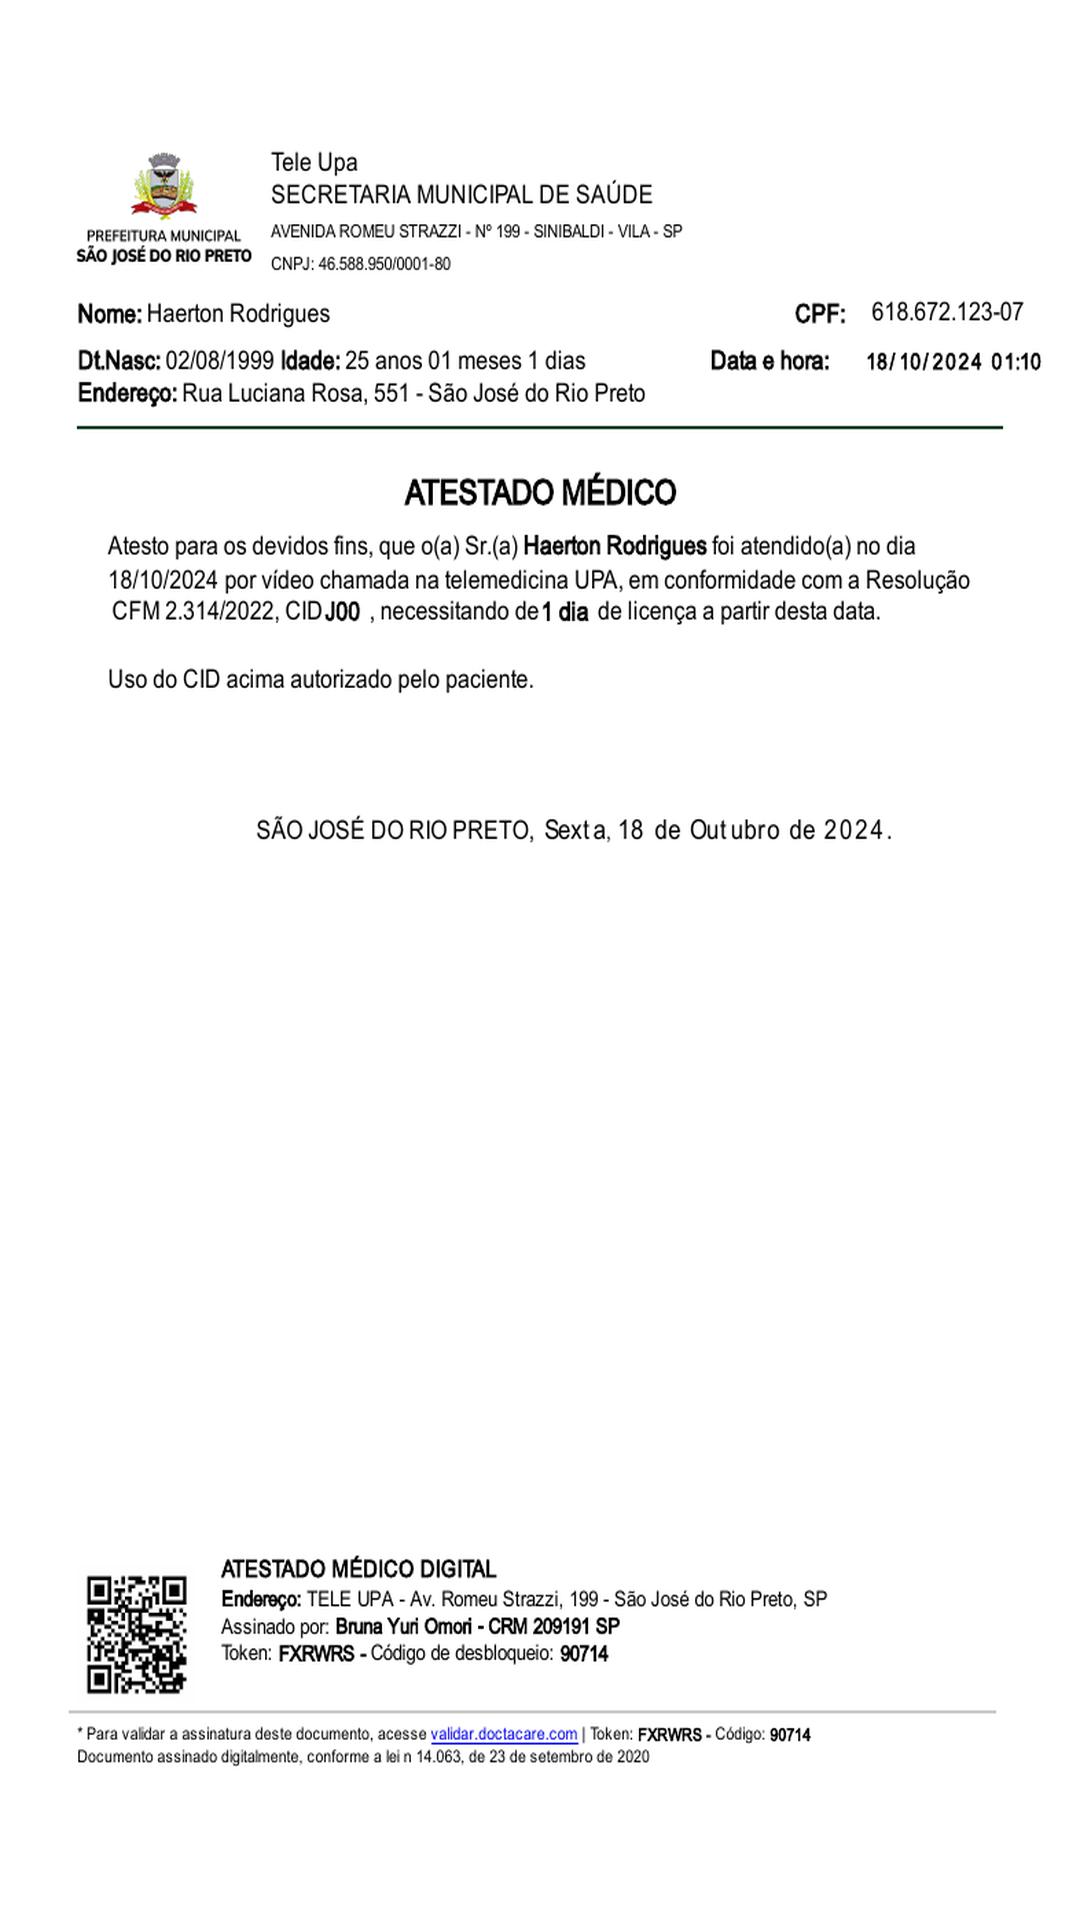 Tele Upa
SECRETARIA MUNICIPAL DE SAÚDE
AVENIDA ROMEU STRAZZI - Nº 199 - SINIBALDI - VILA - SP
CNPJ: 46.588.950/0001-80
PREFEITURA MUNICIPAL
SÃO JOSÉ DO RIO PRETO
Nome: Haerton Rodrigues CPF: 618.672.123-07
Dt.Nasc: 02/08/1999 Idade: 25 anos 01 meses 1 dias Data e hora: 18/10/2024 01:10
Endereço: Rua Luciana Rosa, 551 - São José do Rio Preto
ATESTADO MÉDICO
Atesto para os devidos fins, que o(a) Sr.(a) Haerton Rodrigues foi atendido(a) no dia
18/10/2024 por vídeo chamada na telemedicina UPA, em conformidade com a Resolução
CFM 2.314/2022, CID J00 , necessitando de 1 dia de licença a partir desta data.
Uso do CID acima autorizado pelo paciente.
SÃO JOSÉ DO RIO PRETO, Sexta, 18 de Outubro de 2024.
ATESTADO MÉDICO DIGITAL
Endereço: TELE UPA - Av. Romeu Strazzi, 199 - São José do Rio Preto, SP
Assinado por: Bruna Yuri Omori - CRM 209191 SP
Token: FXRWRS - Código de desbloqueio: 90714
* Para validar a assinatura deste documento, acesse validar.doctacare.com | Token: FXRWRS - Código: 90714
Documento assinado digitalmente, conforme a lei n 14.063, de 23 de setembro de 2020